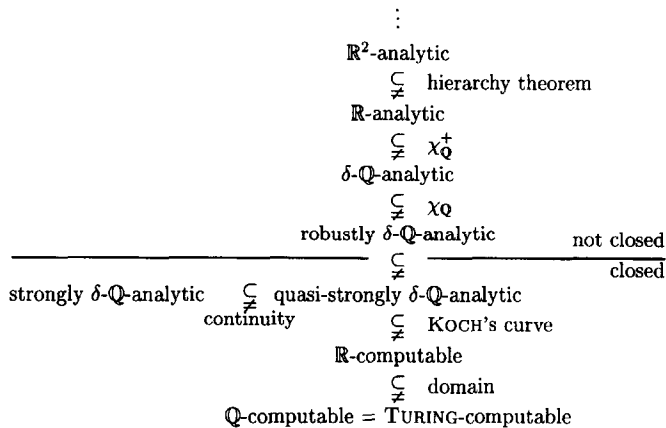 ⋮
ℝ²-analytic
⊊ hierarchy theorem
ℝ-analytic
⊊ χ_ℚ⁺
δ-ℚ-analytic
⊊ χ_ℚ
robustly δ-ℚ-analytic not closed
⊊ closed
strongly δ-ℚ-analytic ⊊ quasi-strongly δ-ℚ-analytic
continuity
⊊ KOCH's curve
ℝ-computable
⊊ domain
ℚ-computable = TURING-computable